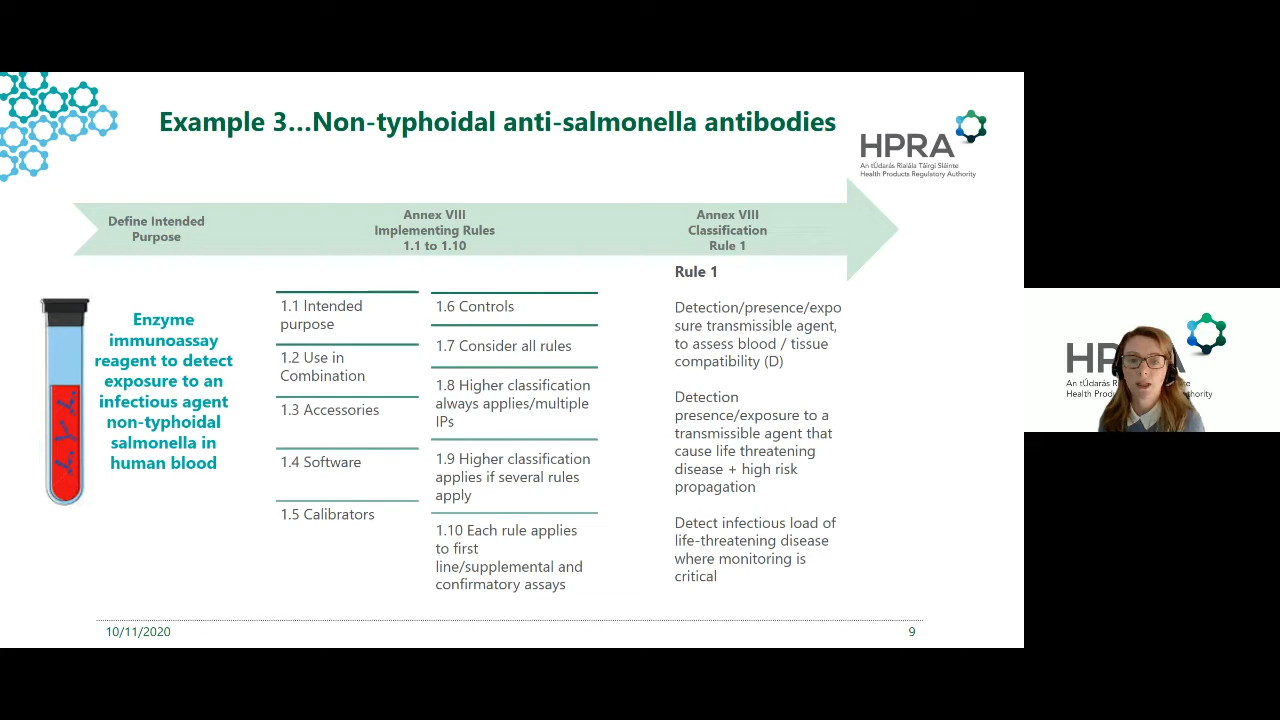 Example 3...Non-typhoidal anti-salmonella antibodies
HPRA
An tÚdarás Rialála Táirgí Sláinte
Health Products Regulatory Authority
Define Intended
Purpose
Annex VIII
Implementing Rules
1.1 to 1.10
Annex VIII
Classification
Rule 1
Enzyme
immunoassay
reagent to detect
exposure to an
infectious agent
non-typhoidal
salmonella in
human blood
1.1 Intended
purpose
1.2 Use in
Combination
1.3 Accessories
1.4 Software
1.5 Calibrators
1.6 Controls
1.7 Consider all rules
1.8 Higher classification
always applies/multiple
IPs
1.9 Higher classification
applies if several rules
apply
1.10 Each rule applies
to first
line/supplemental and
confirmatory assays
Rule 1
Detection/presence/expo
sure transmissible agent,
to assess blood / tissue
compatibility (D)
Detection
presence/exposure to a
transmissible agent that
cause life threatening
disease + high risk
propagation
Detect infectious load of
life-threatening disease
where monitoring is
critical
10/11/2020
9
HP
An tÚdarás
Health